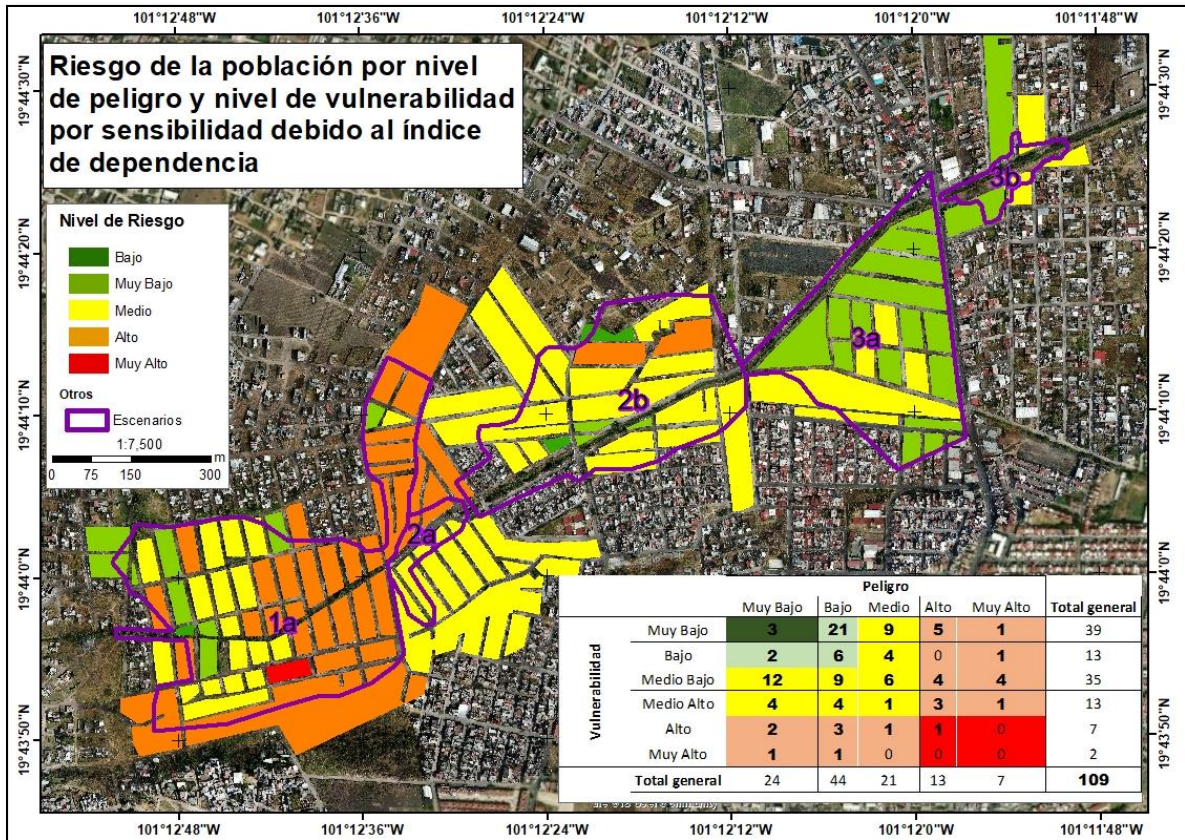 101°12'48"W 101°12'36"W 101°12'24"W 101°12'12"W 101°12'0"W 101°11'48"W
Riesgo de la población por nivel
de peligro y nivel de vulnerabilidad
por sensibilidad debido al índice
de dependencia
19°44'30"N 19°44'30"N
Nivel de Riesgo
Bajo
Muy Bajo
Medio
Alto
Muy Alto
Otros
Escenarios
1:7,500
0 75 150 300 m
19°44'20"N 19°44'20"N
19°44'10"N 19°44'10"N
19°44'0"N 19°44'0"N
19°43'50"N 19°43'50"N
3b
3a
2b
2a
1a
Peligro
Muy Bajo Bajo Medio Alto Muy Alto Total general
Vulnerabilidad
Muy Bajo 3 21 9 5 1 39
Bajo 2 6 4 0 1 13
Medio Bajo 12 9 6 4 4 35
Medio Alto 4 4 1 3 1 13
Alto 2 3 1 1 0 7
Muy Alto 1 1 0 0 0 2
Total general 24 44 21 13 7 109
101°12'48"W 101°12'36"W 101°12'24"W 101°12'12"W 101°12'0"W 101°11'48"W